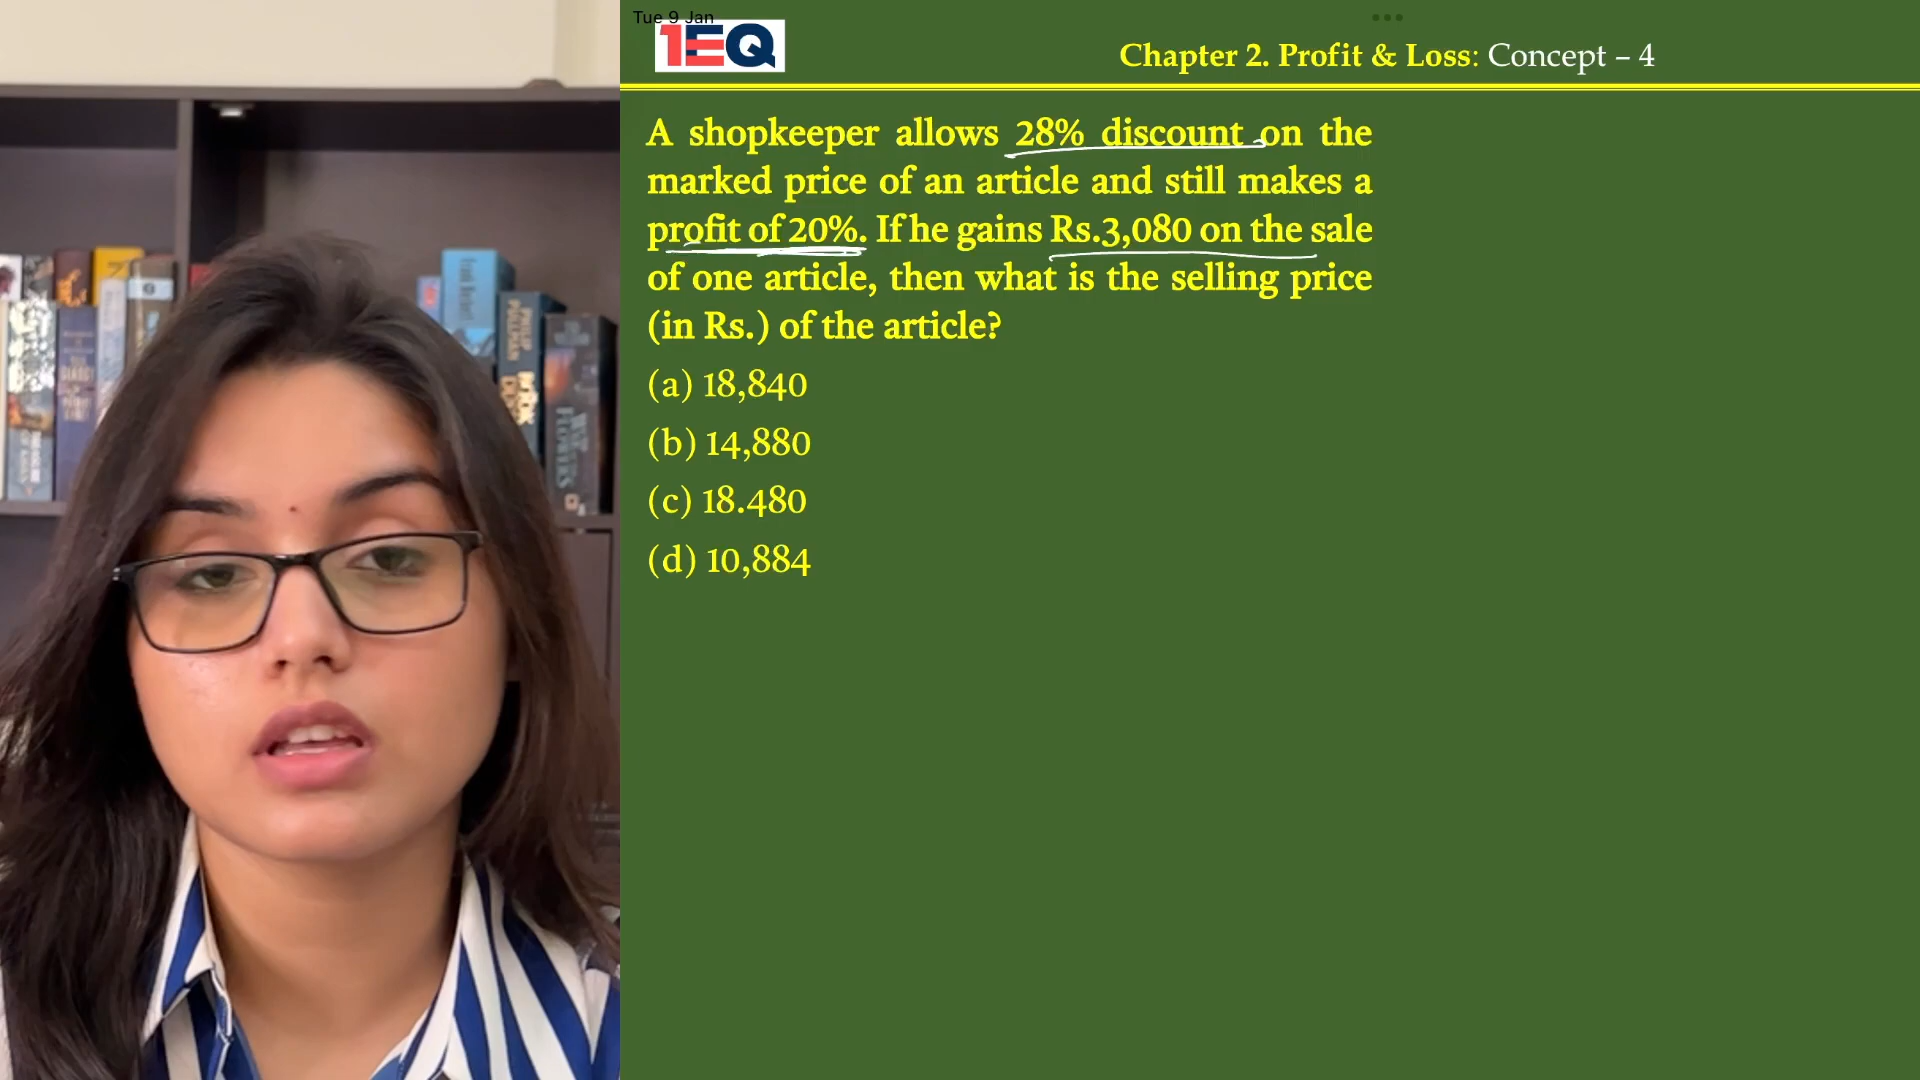 Tue 9 Jan
1EQ
Chapter 2. Profit & Loss: Concept – 4
A shopkeeper allows 28% discount on the
marked price of an article and still makes a
profit of 20%. If he gains Rs.3,080 on the sale
of one article, then what is the selling price
(in Rs.) of the article?
(a) 18,840
(b) 14,880
(c) 18.480
(d) 10,884